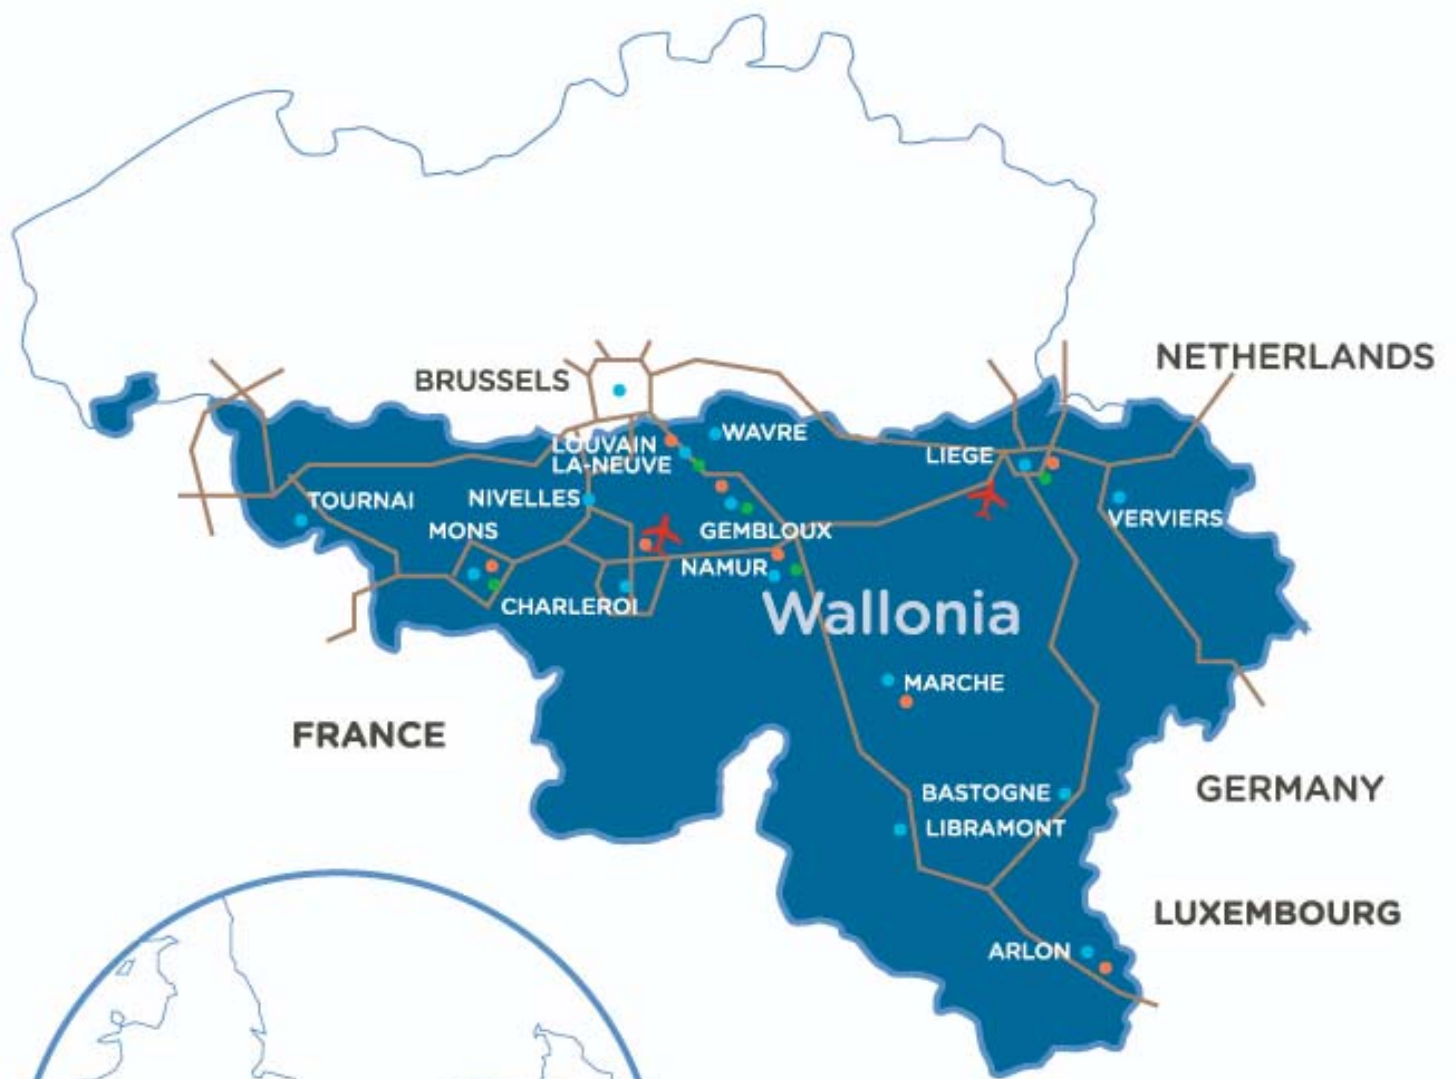 NETHERLANDS
BRUSSELS
WAVRE
LOUVAIN
LA-NEUVE
LIEGE
TOURNAI
NIVELLES
VERVIERS
MONS
GEMBLOUX
NAMUR
CHARLEROI
Wallonia
MARCHE
FRANCE
GERMANY
BASTOGNE
LIBRAMONT
LUXEMBOURG
ARLON